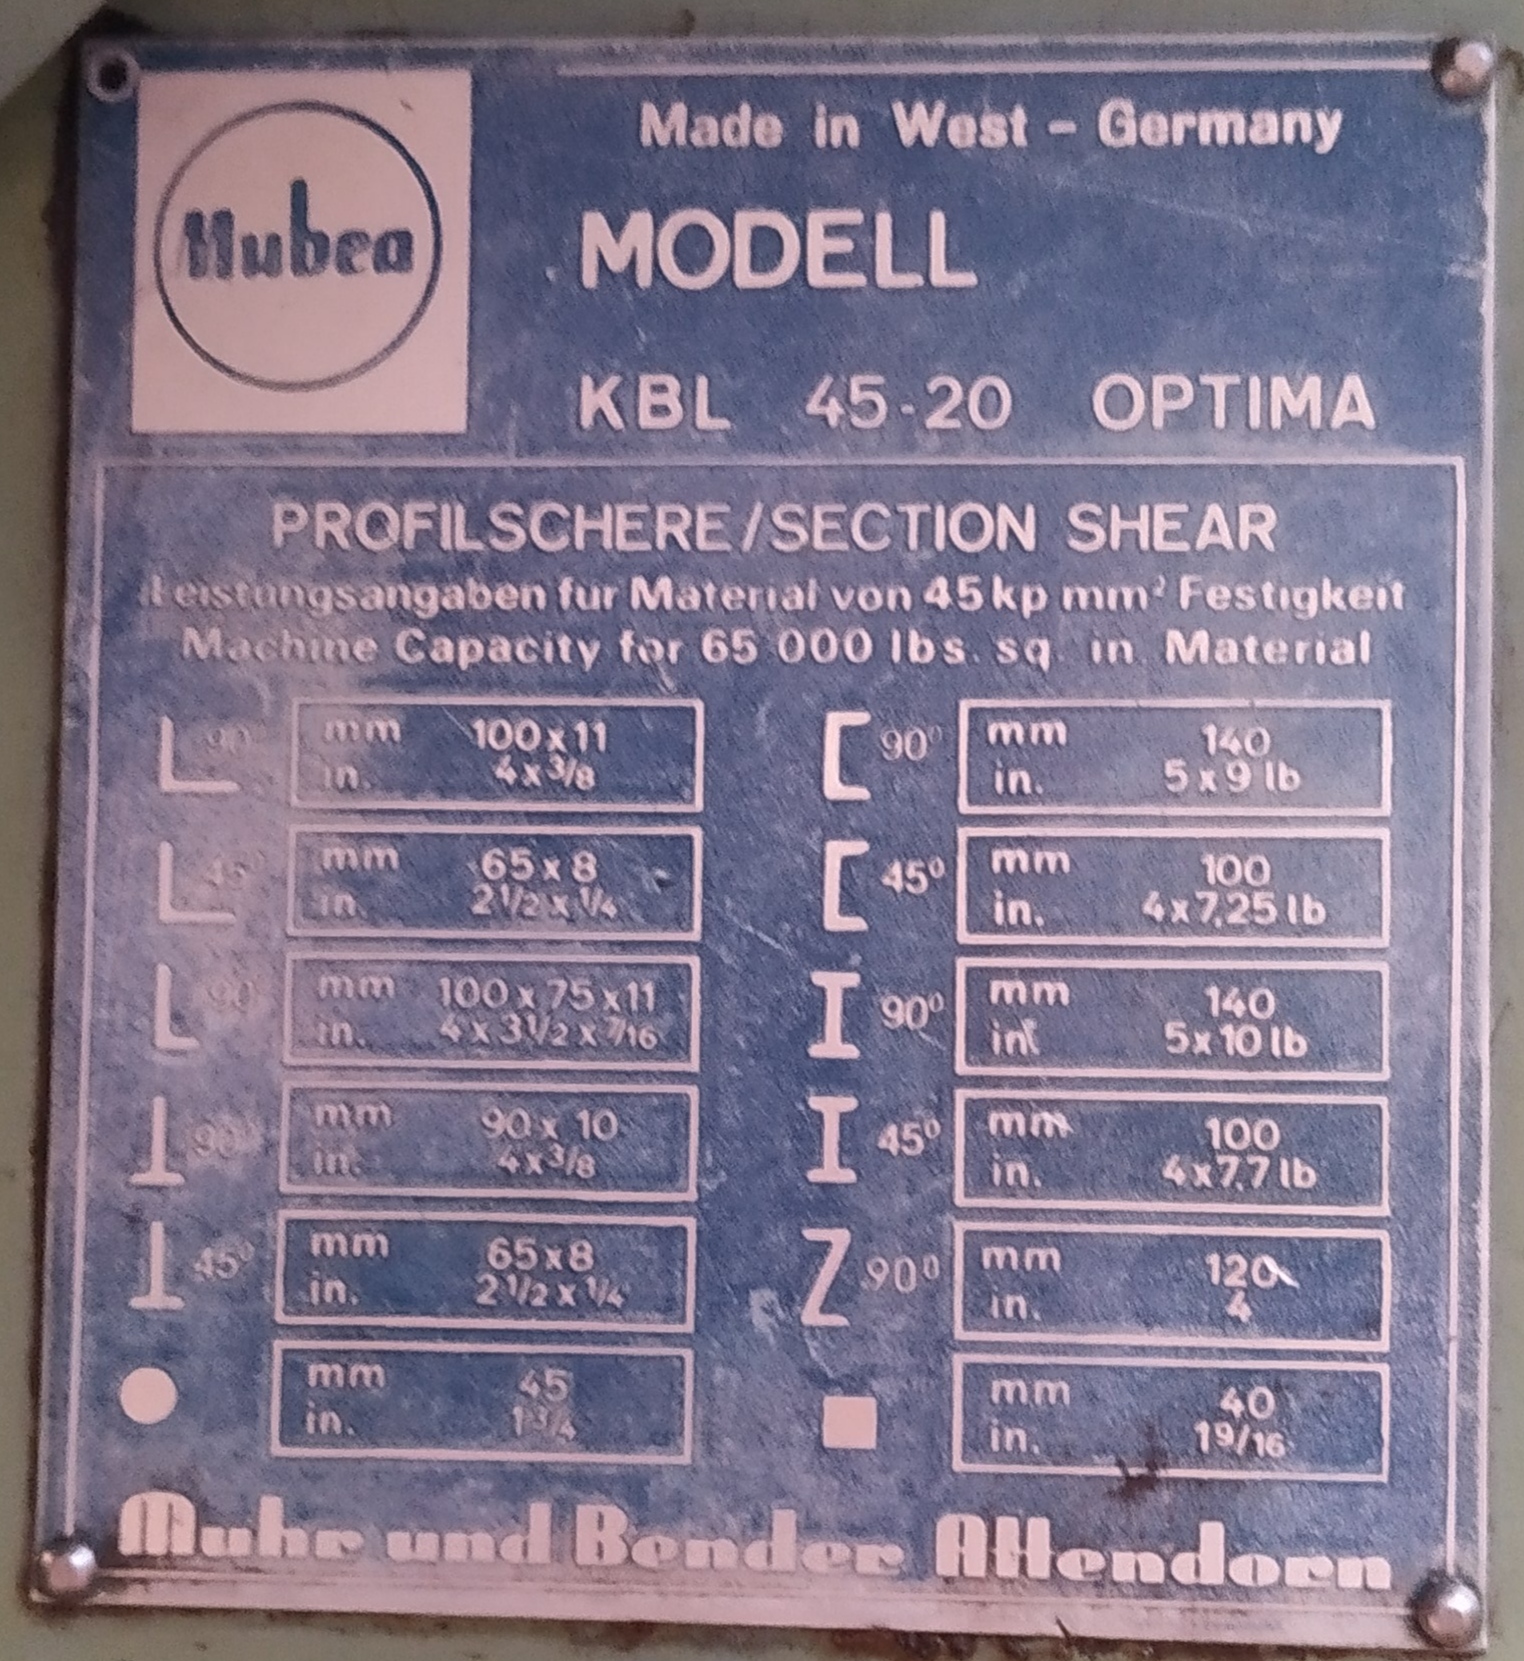 Mubea
Made in West - Germany
MODELL
KBL 45-20 OPTIMA
PROFILSCHERE/SECTION SHEAR
Leistungsangaben fur Material von 45 kp mm² Festigkeit
Machine Capacity for 65 000 lbs. sq. in. Material
90° mm 100x11
in. 4x3/8
45° mm 65x8
in. 2 1/2 x 1/4
90° mm 100x75x11
in. 4x3 1/2 x 7/16
90° mm 90x10
in. 4x3/8
45° mm 65x8
in. 2 1/2 x 1/4
mm 45
in. 1 3/4
90° mm 140
in. 5x9 lb
45° mm 100
in. 4x7,25 lb
90° mm 140
in. 5x10 lb
45° mm 100
in. 4x7,7 lb
90° mm 120
in. 4
mm 40
in. 1 9/16
Muhr und Bender Attendorn